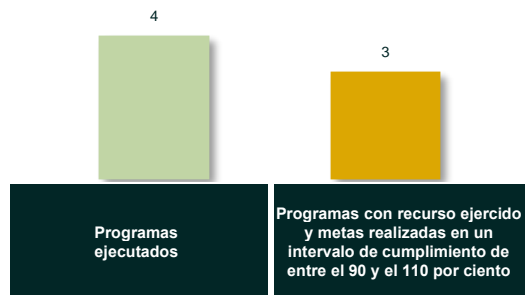 4
3
Programas
ejecutados
Programas con recurso ejercido
y metas realizadas en un
intervalo de cumplimiento de
entre el 90 y el 110 por ciento